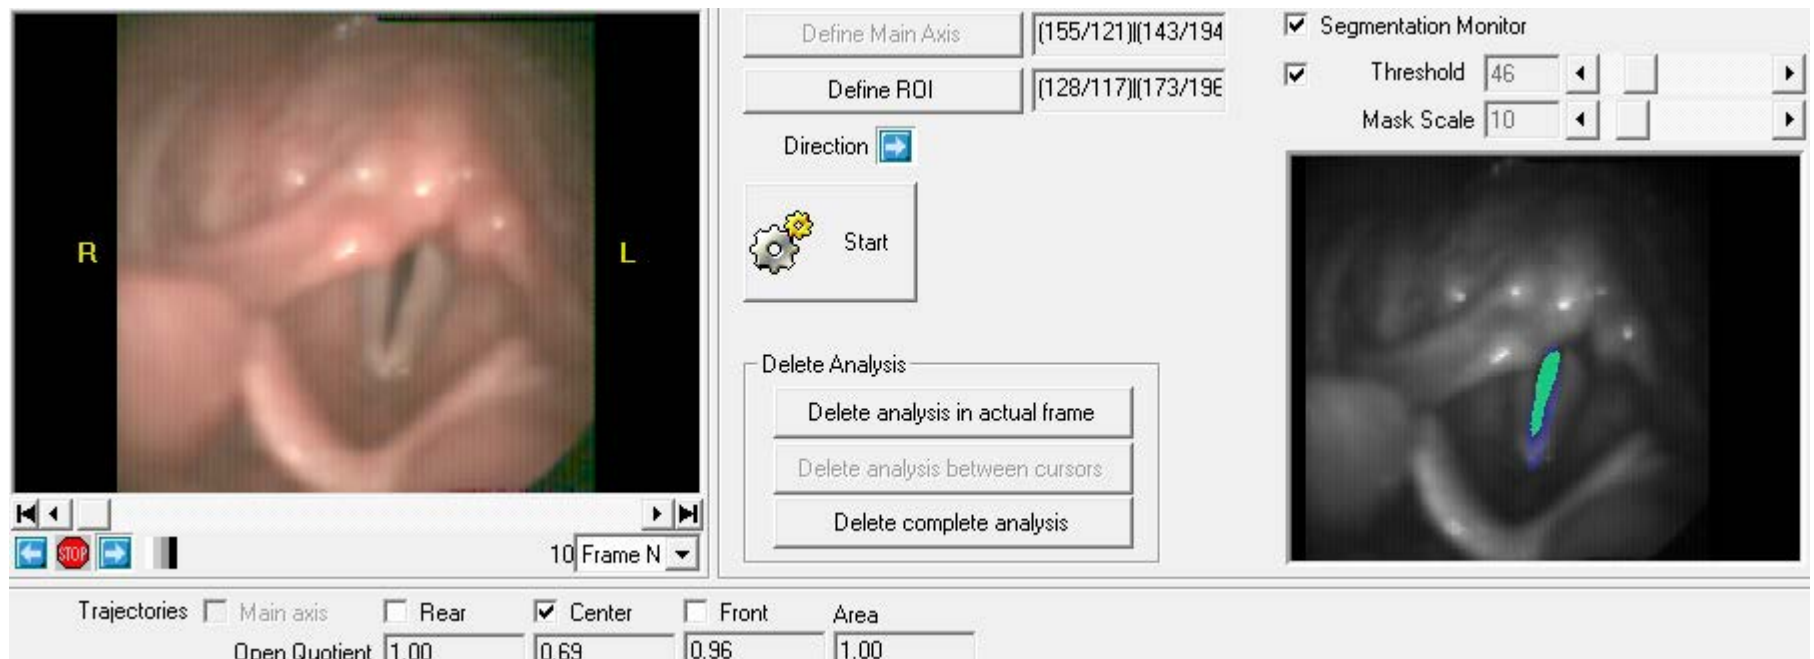 Define Main Axis (155/121)|(143/194
Define ROI (128/117)|(173/196
Direction
Start
Delete Analysis
Delete analysis in actual frame
Delete analysis between cursors
Delete complete analysis
Segmentation Monitor
Threshold 46
Mask Scale 10
R L
STOP 10 Frame N
Trajectories Main axis Rear Center Front Area
Open Quotient 1.00 0.69 0.96 1.00